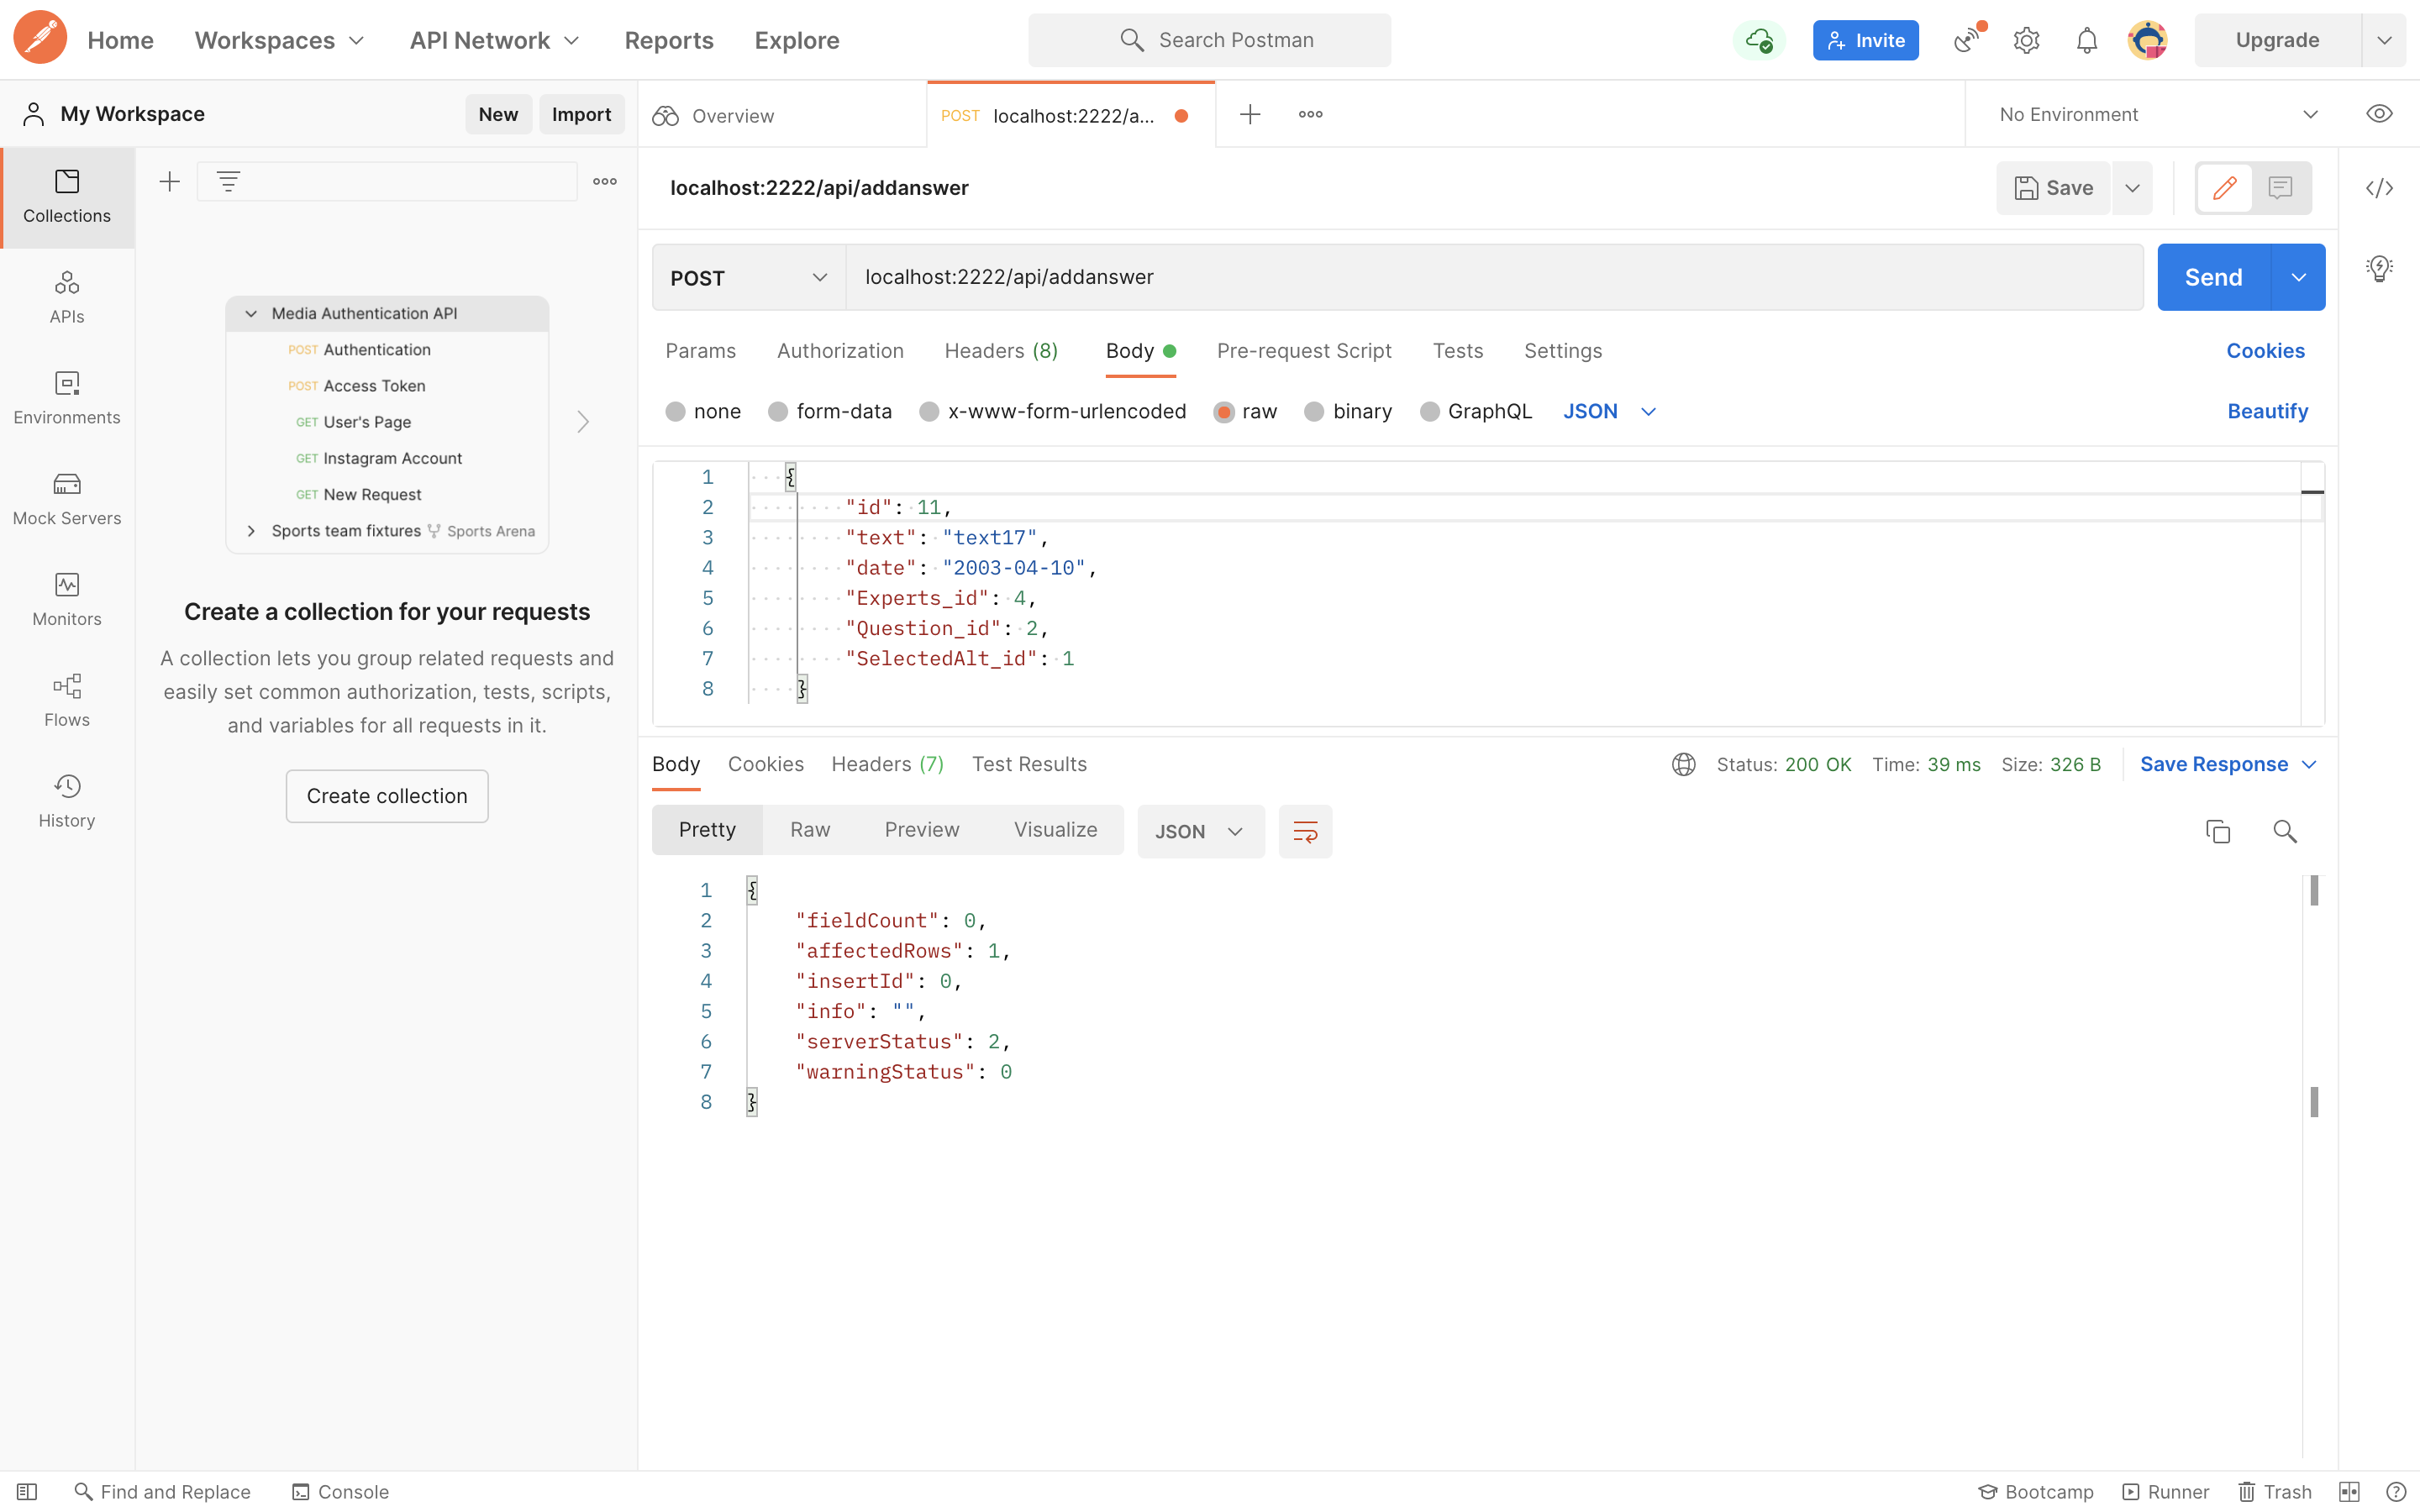 Home Workspaces API Network Reports Explore Search Postman Invite Upgrade
My Workspace New Import Overview POST localhost:2222/a... No Environment
Collections
APIs
Environments
Mock Servers
Monitors
Flows
History
Media Authentication API
POST Authentication
POST Access Token
GET User's Page
GET Instagram Account
GET New Request
Sports team fixtures Sports Arena
Create a collection for your requests
A collection lets you group related requests and
easily set common authorization, tests, scripts,
and variables for all requests in it.
Create collection
localhost:2222/api/addanswer Save
POST localhost:2222/api/addanswer Send
Params Authorization Headers (8) Body Pre-request Script Tests Settings Cookies
none form-data x-www-form-urlencoded raw binary GraphQL JSON Beautify
1 {
2 "id": 11,
3 "text": "text17",
4 "date": "2003-04-10",
5 "Experts_id": 4,
6 "Question_id": 2,
7 "SelectedAlt_id": 1
8 }
Body Cookies Headers (7) Test Results Status: 200 OK Time: 39 ms Size: 326 B Save Response
Pretty Raw Preview Visualize JSON
1 {
2 "fieldCount": 0,
3 "affectedRows": 1,
4 "insertId": 0,
5 "info": "",
6 "serverStatus": 2,
7 "warningStatus": 0
8 }
Find and Replace Console Bootcamp Runner Trash